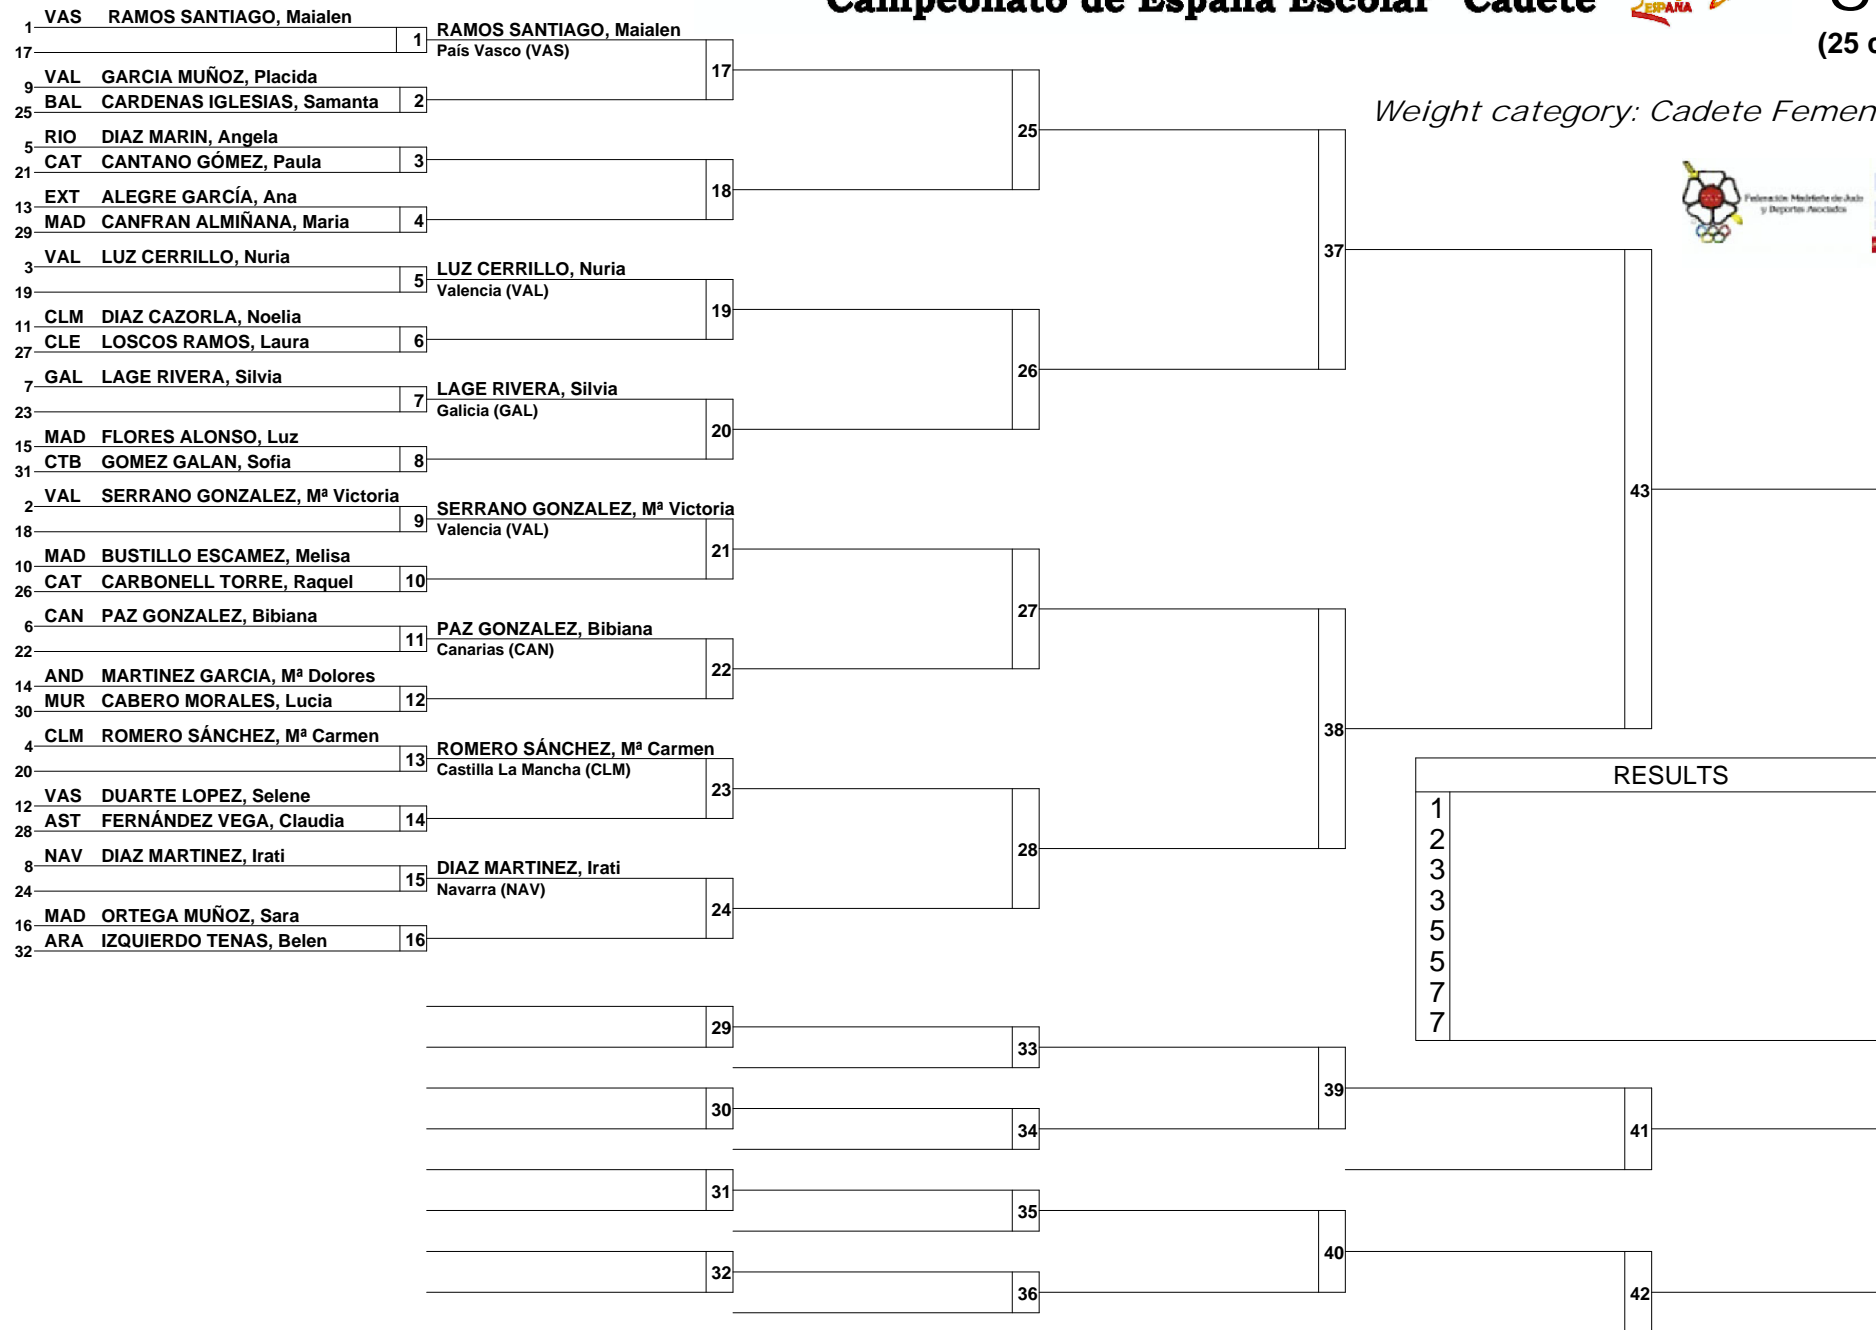 Campeonato de España Escolar "Cadete"
ESPAÑA
(25
Weight category: Cadete Femen
Federación Madrileña de Judo
y Deportes Asociados
1 VAS RAMOS SANTIAGO, Maialen
17
1
RAMOS SANTIAGO, Maialen
País Vasco (VAS)
9 VAL GARCIA MUÑOZ, Placida
25 BAL CARDENAS IGLESIAS, Samanta
2
17
5 RIO DIAZ MARIN, Angela
21 CAT CANTANO GÓMEZ, Paula
3
13 EXT ALEGRE GARCÍA, Ana
29 MAD CANFRAN ALMIÑANA, Maria
4
18
25
3 VAL LUZ CERRILLO, Nuria
19
5
LUZ CERRILLO, Nuria
Valencia (VAL)
11 CLM DIAZ CAZORLA, Noelia
27 CLE LOSCOS RAMOS, Laura
6
19
7 GAL LAGE RIVERA, Silvia
23
7
LAGE RIVERA, Silvia
Galicia (GAL)
15 MAD FLORES ALONSO, Luz
31 CTB GOMEZ GALAN, Sofia
8
20
26
37
2 VAL SERRANO GONZALEZ, Mª Victoria
18
9
SERRANO GONZALEZ, Mª Victoria
Valencia (VAL)
10 MAD BUSTILLO ESCAMEZ, Melisa
26 CAT CARBONELL TORRE, Raquel
10
21
6 CAN PAZ GONZALEZ, Bibiana
22
11
PAZ GONZALEZ, Bibiana
Canarias (CAN)
14 AND MARTINEZ GARCIA, Mª Dolores
30 MUR CABERO MORALES, Lucia
12
22
27
4 CLM ROMERO SÁNCHEZ, Mª Carmen
20
13
ROMERO SÁNCHEZ, Mª Carmen
Castilla La Mancha (CLM)
12 VAS DUARTE LOPEZ, Selene
28 AST FERNÁNDEZ VEGA, Claudia
14
23
8 NAV DIAZ MARTINEZ, Irati
24
15
DIAZ MARTINEZ, Irati
Navarra (NAV)
16 MAD ORTEGA MUÑOZ, Sara
32 ARA IZQUIERDO TENAS, Belen
16
24
28
38
43
RESULTS
1
2
3
3
5
5
7
7
29
33
30
34
39
41
31
35
32
36
40
42